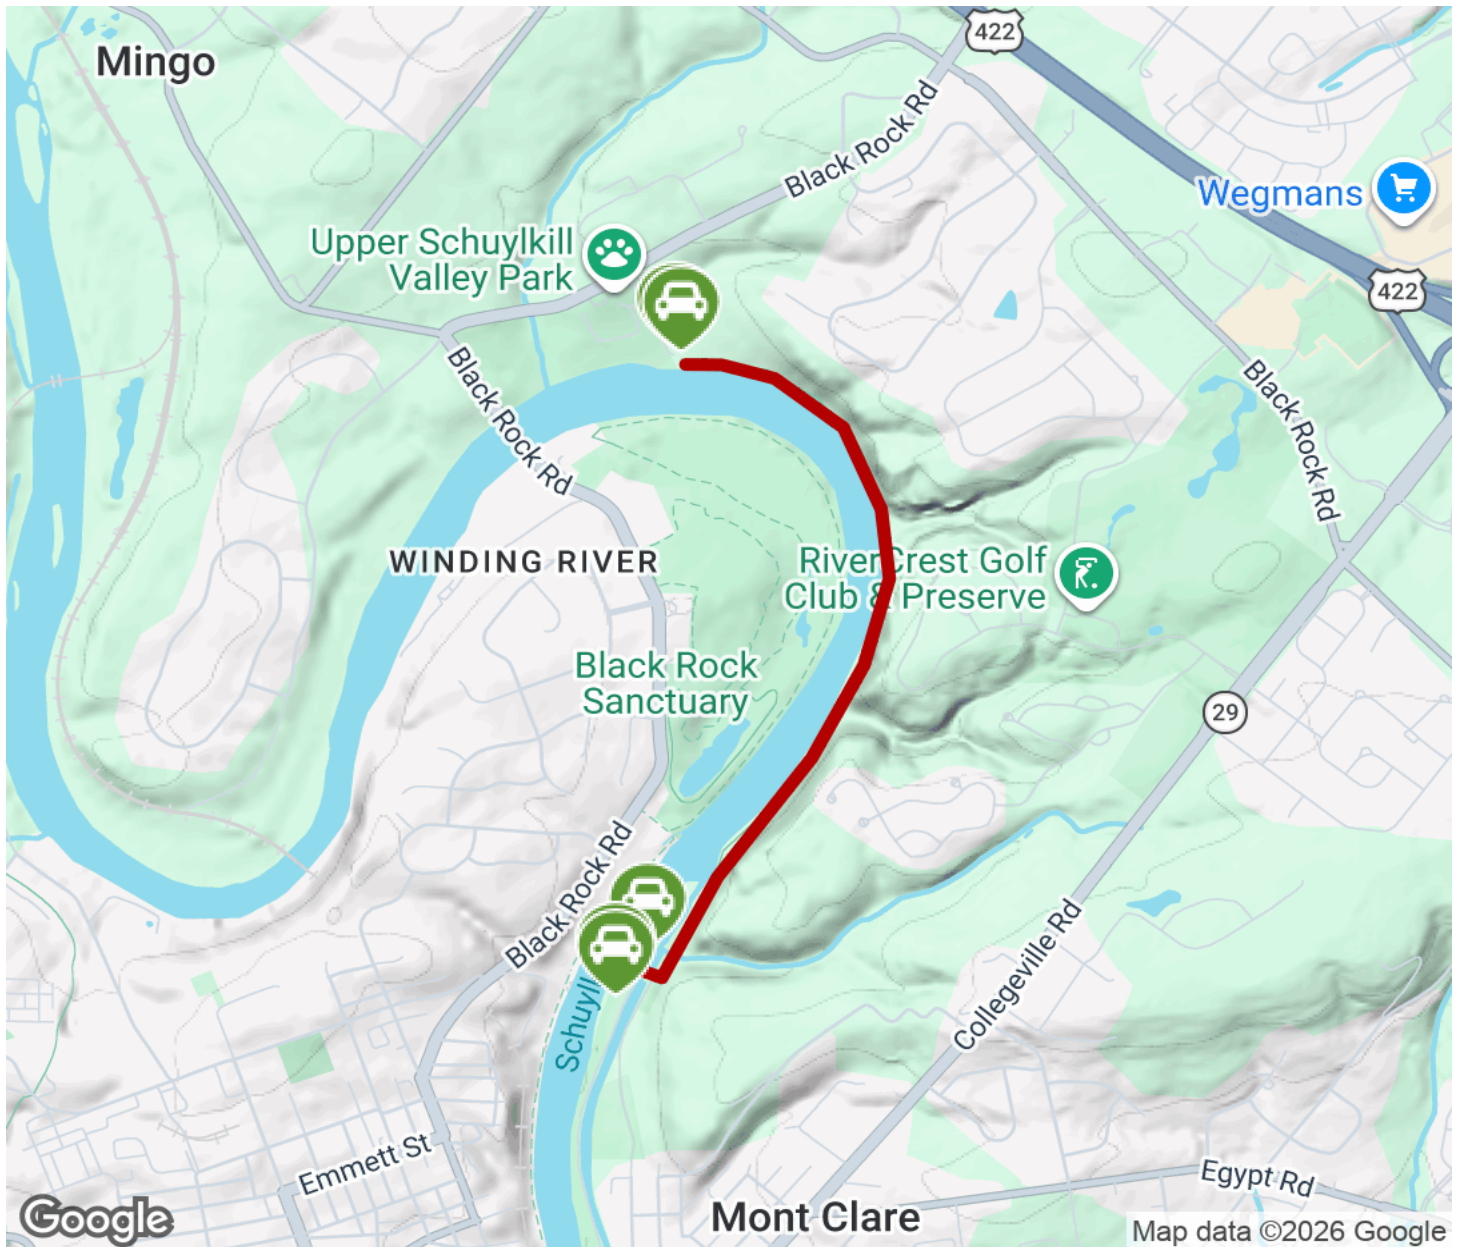 Mingo
422
Black Rock Rd
Wegmans
Upper Schuylkill
Valley Park
422
Black Rock Rd
Black Rock Rd
WINDING RIVER
RiverCrest Golf
Club & Preserve
Black Rock
Sanctuary
29
Black Rock Rd
Collegeville Rd
Schuyl
Emmett St
Egypt Rd
Mont Clare
Google
Map data ©2026 Google